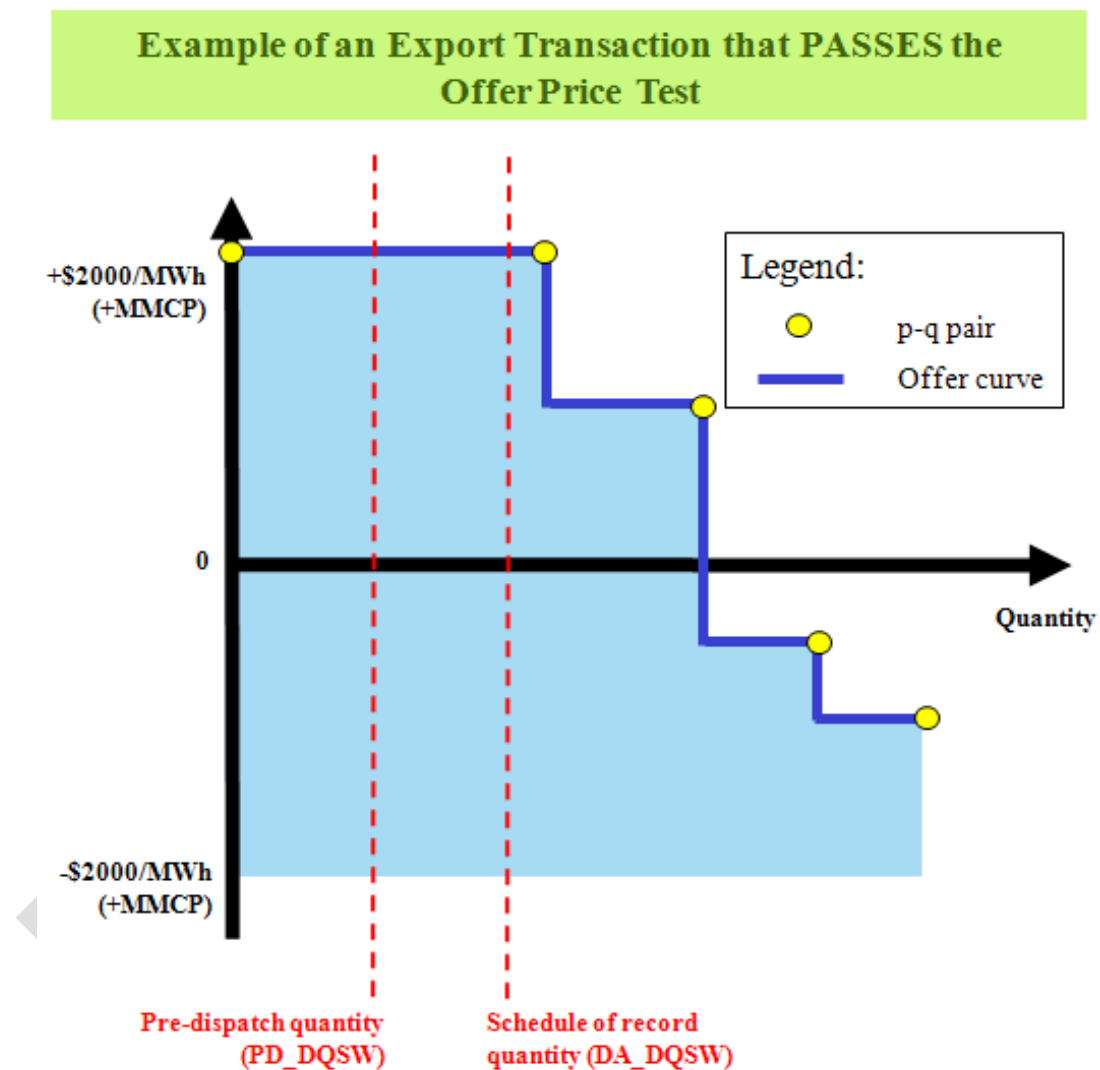 Example of an Export Transaction that PASSES the
Offer Price Test
+$2000/MWh
(+MMCP)
Legend:
p-q pair
Offer curve
0
Quantity
-$2000/MWh
(+MMCP)
Pre-dispatch quantity
(PD_DQSW)
Schedule of record
quantity (DA_DQSW)